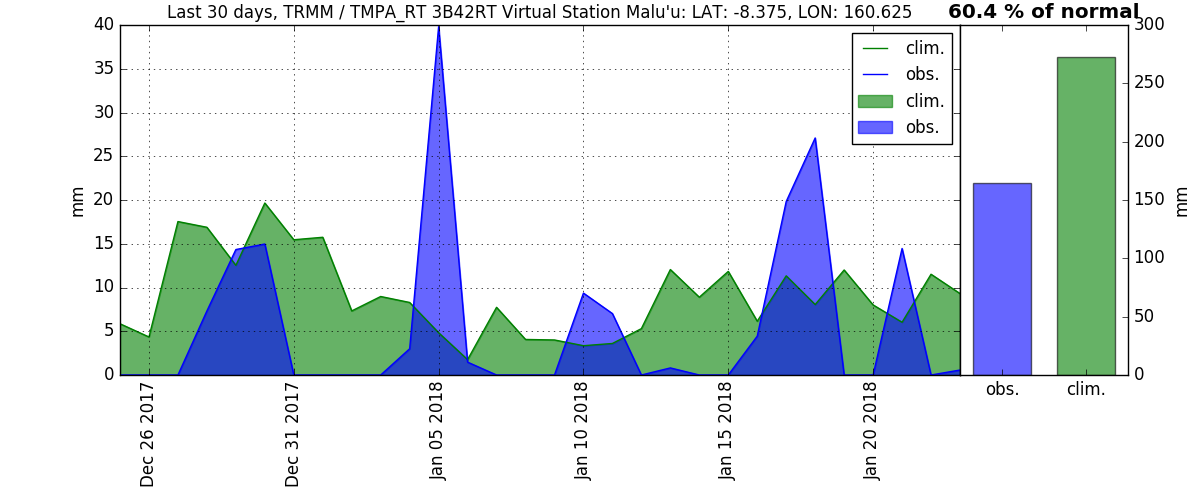 Last 30 days, TRMM / TMPA_RT 3B42RT Virtual Station Malu'u: LAT: -8.375, LON: 160.625
60.4 % of normal
40
35
30
25
20
15
10
5
0
mm
clim.
obs.
clim.
obs.
Dec 26 2017
Dec 31 2017
Jan 05 2018
Jan 10 2018
Jan 15 2018
Jan 20 2018
300
250
200
150
100
50
0
mm
obs.
clim.